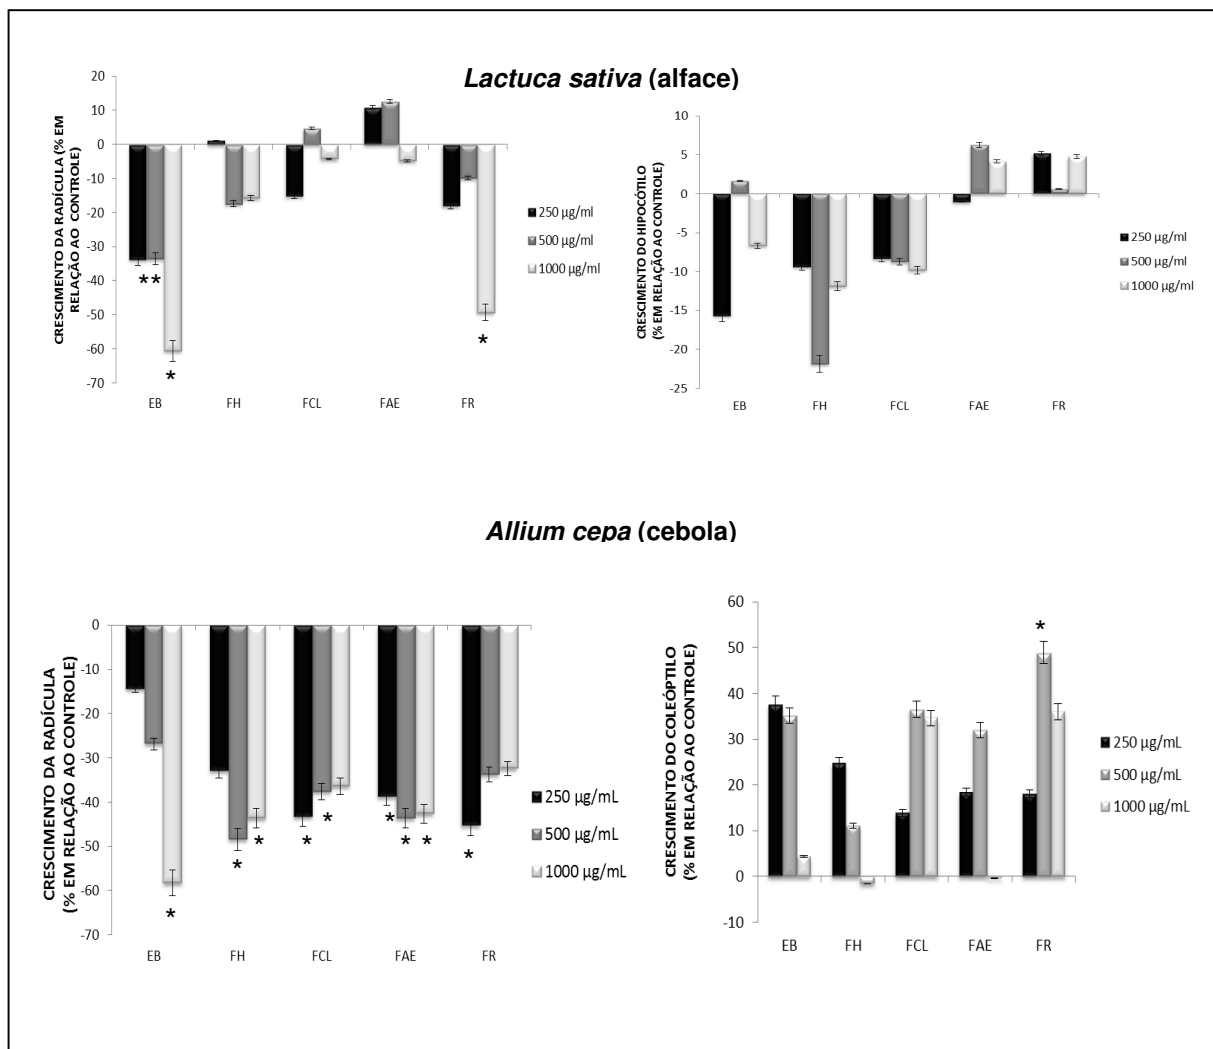 Lactuca sativa (alface)
CRESCIMENTO DA RADÍCULA (% EM
RELAÇÃO AO CONTROLE)
20
10
0
-10
-20
-30
-40
-50
-60
-70
**
*
*
EB FH FCL FAE FR
250 µg/ml
500 µg/ml
1000 µg/ml
CRESCIMENTO DO HIPOCÓTILO
(% EM RELAÇÃO AO CONTROLE)
10
5
0
-5
-10
-15
-20
-25
EB FH FCL FAE FR
250 µg/ml
500 µg/ml
1000 µg/ml
Allium cepa (cebola)
CRESCIMENTO DA RADÍCULA
(% EM RELAÇÃO AO CONTROLE)
0
-10
-20
-30
-40
-50
-60
-70
*
*
*
*
*
*
*
*
*
EB FH FCL FAE FR
250 µg/mL
500 µg/mL
1000 µg/mL
CRESCIMENTO DO COLEÓPTILO
(% EM RELAÇÃO AO CONTROLE)
60
50
40
30
20
10
0
-10
*
EB FH FCL FAE FR
250 µg/mL
500 µg/mL
1000 µg/mL